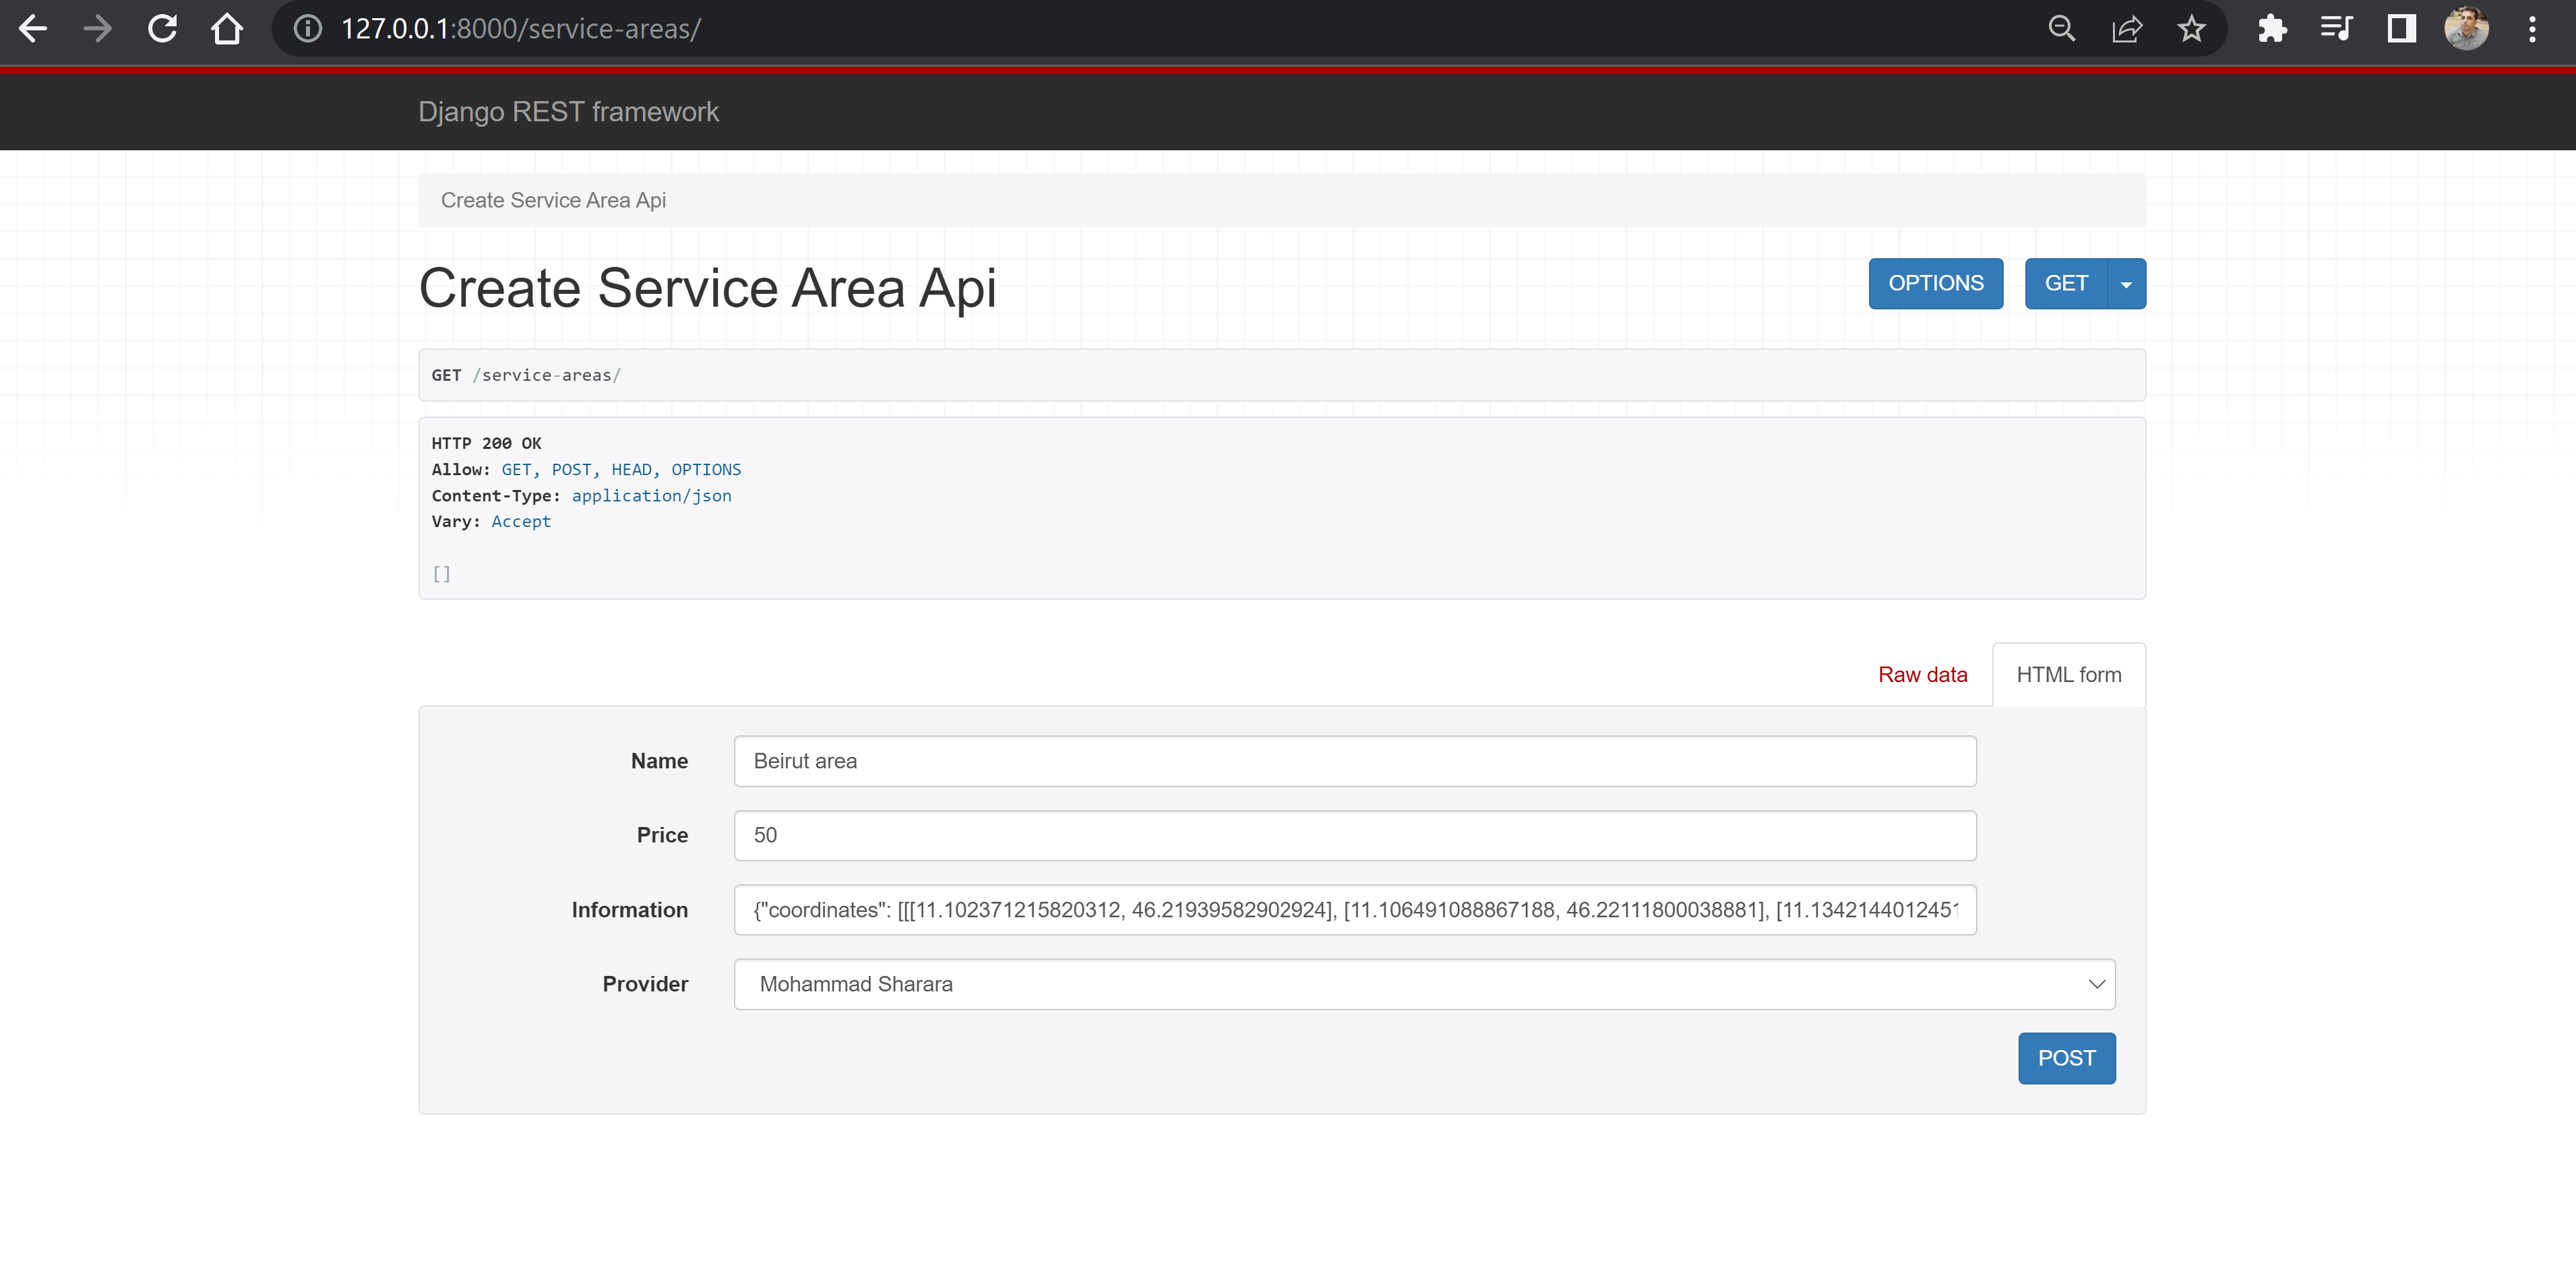 127.0.0.1:8000/service-areas/
Django REST framework
Create Service Area Api
Create Service Area Api
OPTIONS
GET
GET /service-areas/
HTTP 200 OK
Allow: GET, POST, HEAD, OPTIONS
Content-Type: application/json
Vary: Accept
[]
Raw data
HTML form
Name
Beirut area
Price
50
Information
{"coordinates": [[[11.102371215820312, 46.21939582902924], [11.106491088867188, 46.22111800038881], [11.1342144012451
Provider
Mohammad Sharara
POST